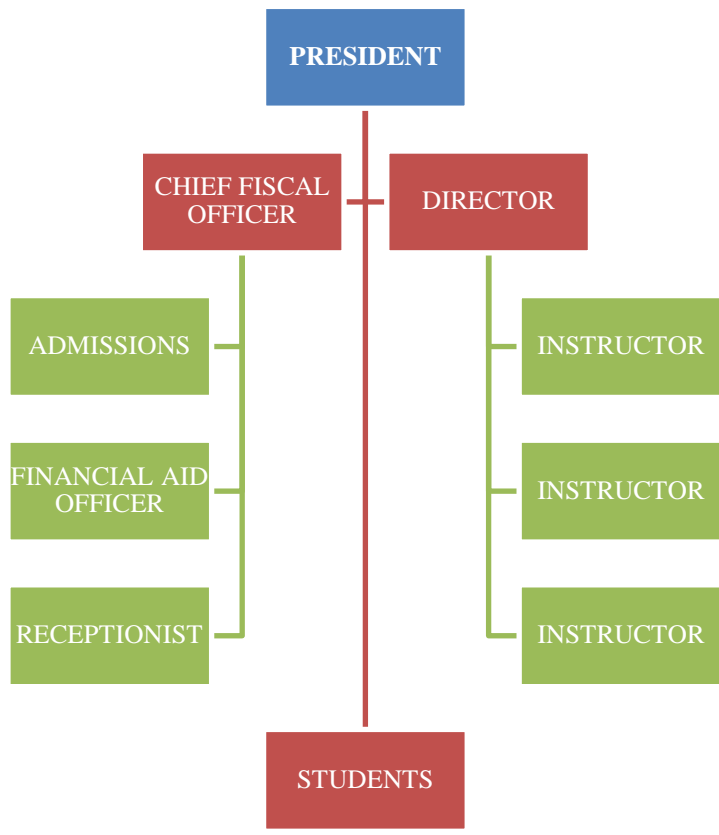 PRESIDENT
CHIEF FISCAL
OFFICER
DIRECTOR
ADMISSIONS
INSTRUCTOR
FINANCIAL AID
OFFICER
INSTRUCTOR
RECEPTIONIST
INSTRUCTOR
STUDENTS